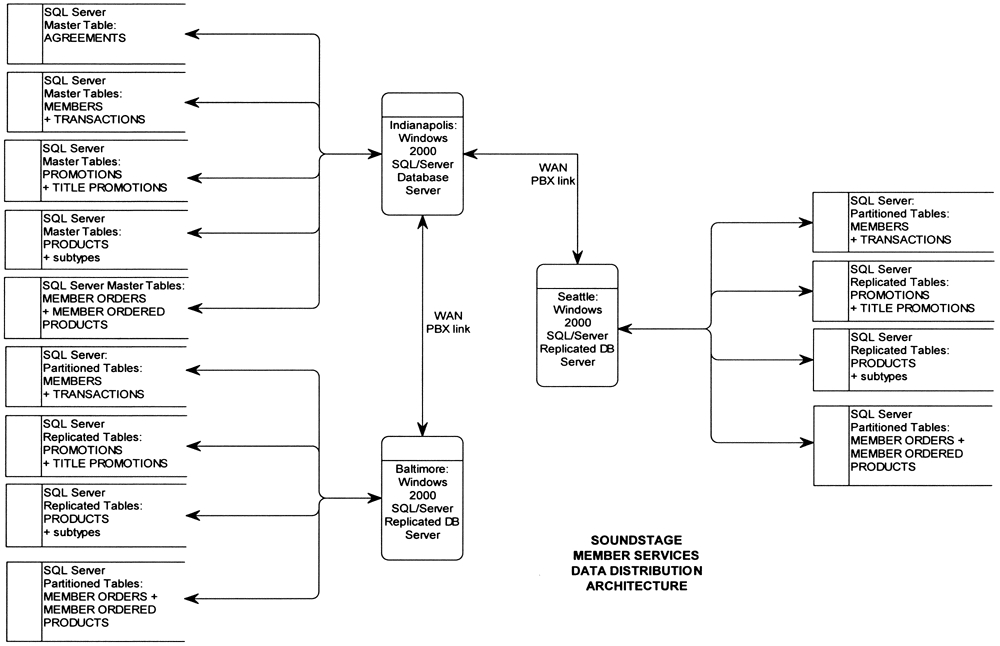 SQL Server
Master Table:
AGREEMENTS
SQL Server
Master Tables:
MEMBERS
+ TRANSACTIONS
SQL Server
Master Tables:
PROMOTIONS
+ TITLE PROMOTIONS
SQL Server
Master Tables:
PRODUCTS
+ subtypes
SQL Server Master Tables:
MEMBER ORDERS
+ MEMBER ORDERED
PRODUCTS
SQL Server:
Partitioned Tables:
MEMBERS
+ TRANSACTIONS
SQL Server
Replicated Tables:
PROMOTIONS
+ TITLE PROMOTIONS
SQL Server
Replicated Tables:
PRODUCTS
+ subtypes
SQL Server
Partitioned Tables:
MEMBER ORDERS +
MEMBER ORDERED
PRODUCTS
Indianapolis:
Windows
2000
SQL/Server
Database
Server
WAN
PBX link
WAN
PBX link
Baltimore:
Windows
2000
SQL/Server
Replicated DB
Server
Seattle:
Windows
2000
SQL/Server
Replicated DB
Server
SQL Server:
Partitioned Tables:
MEMBERS
+ TRANSACTIONS
SQL Server
Replicated Tables:
PROMOTIONS
+ TITLE PROMOTIONS
SQL Server
Replicated Tables:
PRODUCTS
+ subtypes
SQL Server
Partitioned Tables:
MEMBER ORDERS +
MEMBER ORDERED
PRODUCTS
SOUNDSTAGE
MEMBER SERVICES
DATA DISTRIBUTION
ARCHITECTURE